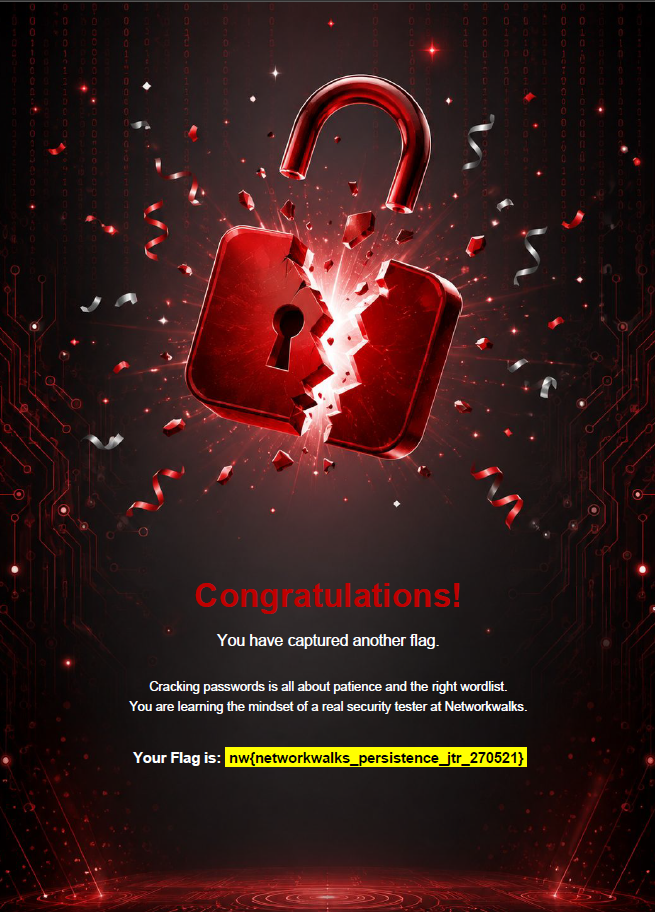 Congratulations!
You have captured another flag.
Cracking passwords is all about patience and the right wordlist.
You are learning the mindset of a real security tester at Networkwalks.
Your Flag is: nw{networkwalks_persistence_jtr_270521}